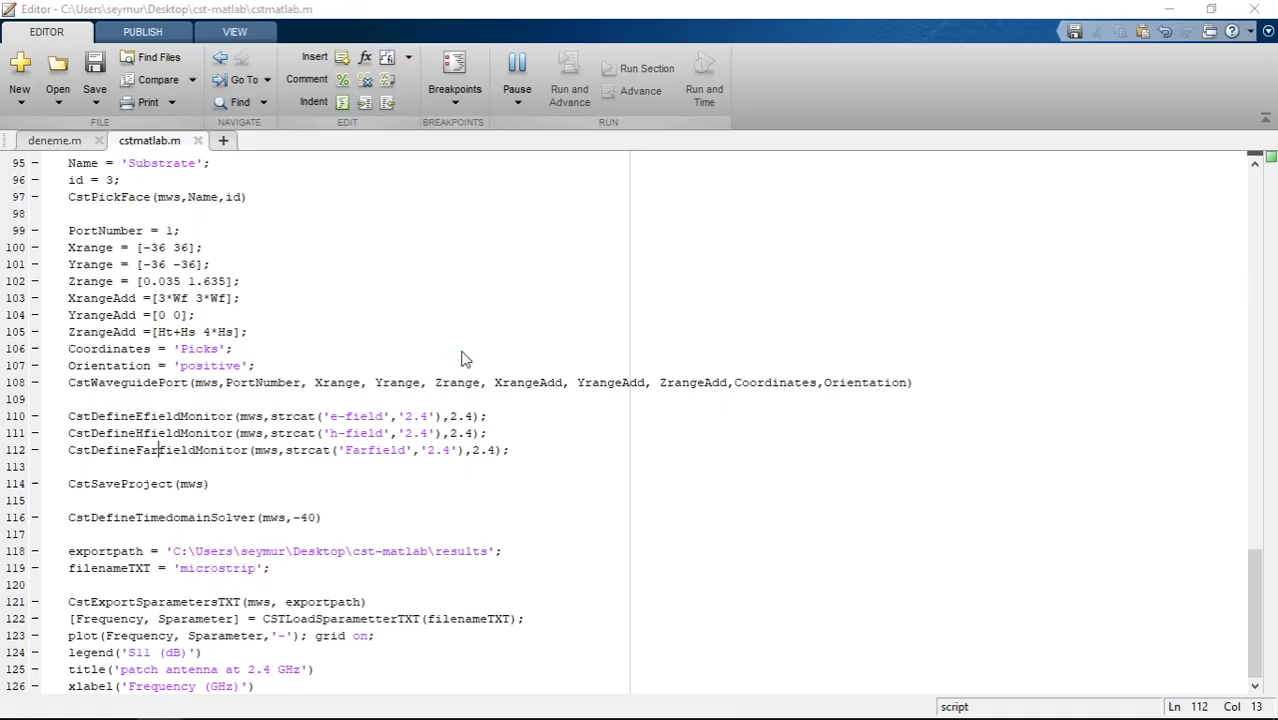 Editor - C:\Users\seymur\Desktop\cst-matlab\cstmatlab.m
EDITOR PUBLISH VIEW
New Open Save Find Files Compare Print
FILE
Go To Find
NAVIGATE
Insert Comment Indent
EDIT
Breakpoints
BREAKPOINTS
Pause Run and Advance Run Section Advance Run and Time
RUN
deneme.m cstmatlab.m
95 Name = 'Substrate';
96 id = 3;
97 CstPickFace(mws,Name,id)
98
99 PortNumber = 1;
100 Xrange = [-36 36];
101 Yrange = [-36 -36];
102 Zrange = [0.035 1.635];
103 XrangeAdd =[3*Wf 3*Wf];
104 YrangeAdd =[0 0];
105 ZrangeAdd =[Ht+Hs 4*Hs];
106 Coordinates = 'Picks';
107 Orientation = 'positive';
108 CstWaveguidePort(mws,PortNumber, Xrange, Yrange, Zrange, XrangeAdd, YrangeAdd, ZrangeAdd,Coordinates,Orientation)
109
110 CstDefineEfieldMonitor(mws,strcat('e-field','2.4'),2.4);
111 CstDefineHfieldMonitor(mws,strcat('h-field','2.4'),2.4);
112 CstDefineFarfieldMonitor(mws,strcat('Farfield','2.4'),2.4);
113
114 CstSaveProject(mws)
115
116 CstDefineTimedomainSolver(mws,-40)
117
118 exportpath = 'C:\Users\seymur\Desktop\cst-matlab\results';
119 filenameTXT = 'microstrip';
120
121 CstExportSparametersTXT(mws, exportpath)
122 [Frequency, Sparameter] = CSTLoadSparametterTXT(filenameTXT);
123 plot(Frequency, Sparameter,'-'); grid on;
124 legend('S11 (dB)')
125 title('patch antenna at 2.4 GHz')
126 xlabel('Frequency (GHz)')
script Ln 112 Col 13